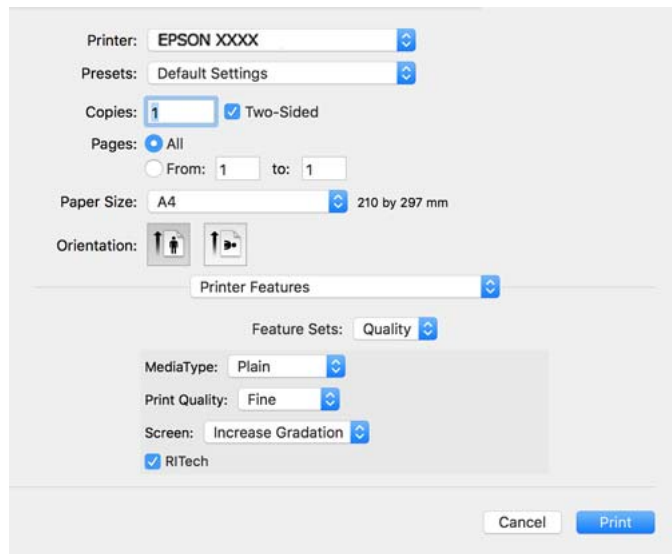 Printer: EPSON XXXX
Presets: Default Settings
Copies: 1 Two-Sided
Pages: All
From: 1 to: 1
Paper Size: A4 210 by 297 mm
Orientation:
Printer Features
Feature Sets: Quality
MediaType: Plain
Print Quality: Fine
Screen: Increase Gradation
RITech
Cancel Print